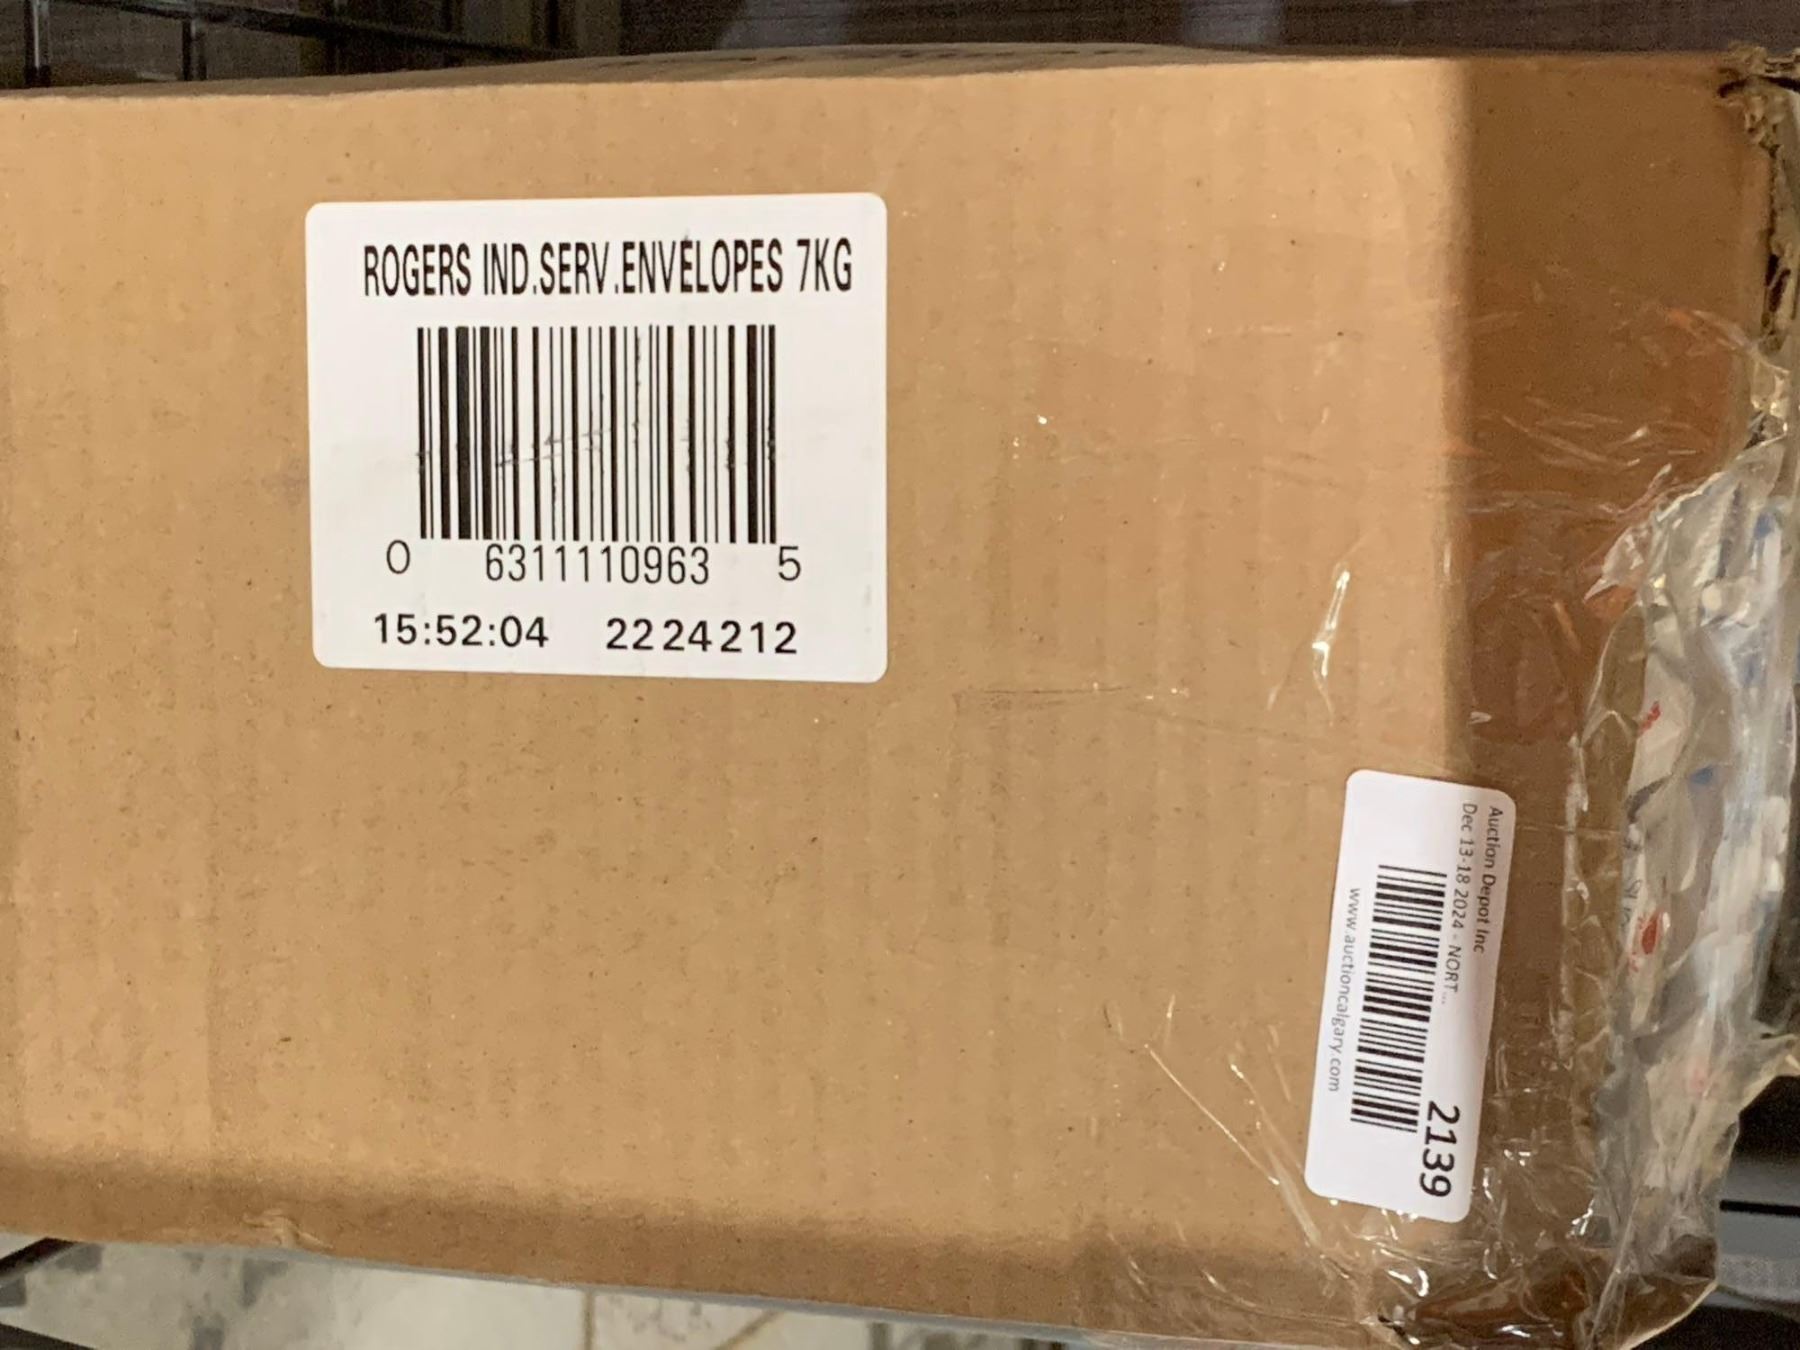 ROGERS IND.SERV.ENVELOPES 7KG
0 6311110963 5
15:52:04 2224212
Auction Depot Inc
Dec 13-18 2024 - NORT...
2139
www.auctioncalgary.com